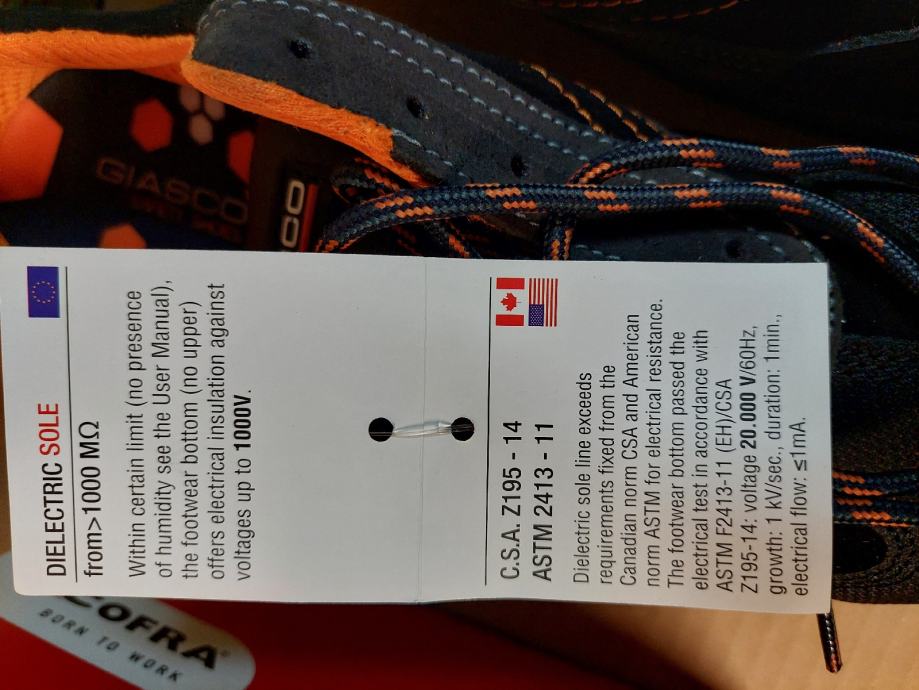 DIELECTRIC SOLE
from>1000 MΩ
Within certain limit (no presence
of humidity see the User Manual),
the footwear bottom (no upper)
offers electrical insulation against
voltages up to 1000V.
C.S.A. Z195 - 14
ASTM 2413 - 11
Dielectric sole line exceeds
requirements fixed from the
Canadian norm CSA and American
norm ASTM for electrical resistance.
The footwear bottom passed the
electrical test in accordance with
ASTM F2413-11 (EH)/CSA
Z195-14: voltage 20.000 V/60Hz,
growth: 1 kV/sec., duration: 1min.,
electrical flow: ≤1mA.
GIASCO
COFRA®
BORN TO WORK